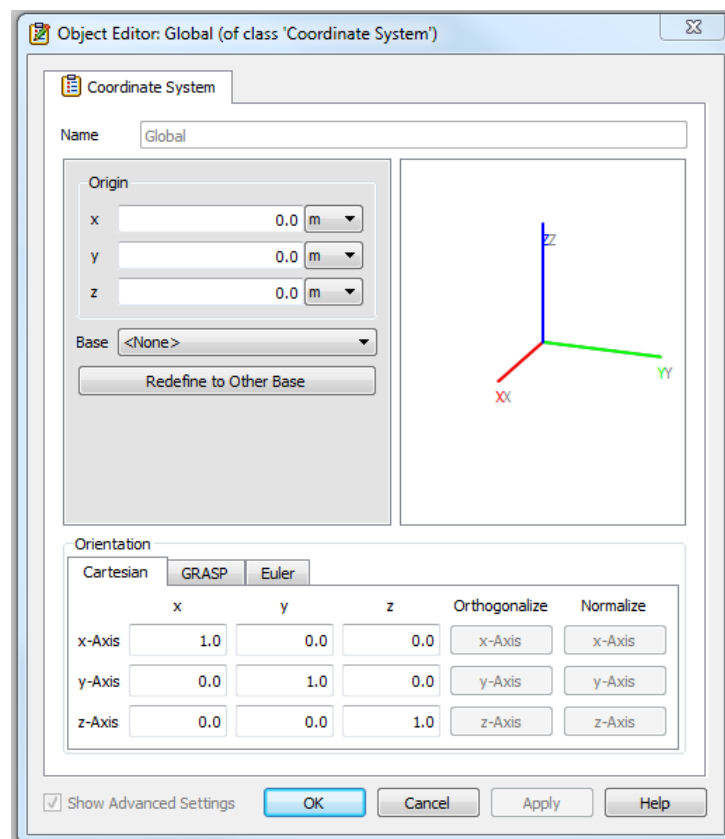 Object Editor: Global (of class 'Coordinate System')
Coordinate System
Name Global
Origin
x 0.0 m
y 0.0 m
z 0.0 m
Base <None>
Redefine to Other Base
ZZ
YY
XX
Orientation
Cartesian GRASP Euler
x y z Orthogonalize Normalize
x-Axis 1.0 0.0 0.0 x-Axis x-Axis
y-Axis 0.0 1.0 0.0 y-Axis y-Axis
z-Axis 0.0 0.0 1.0 z-Axis z-Axis
Show Advanced Settings OK Cancel Apply Help